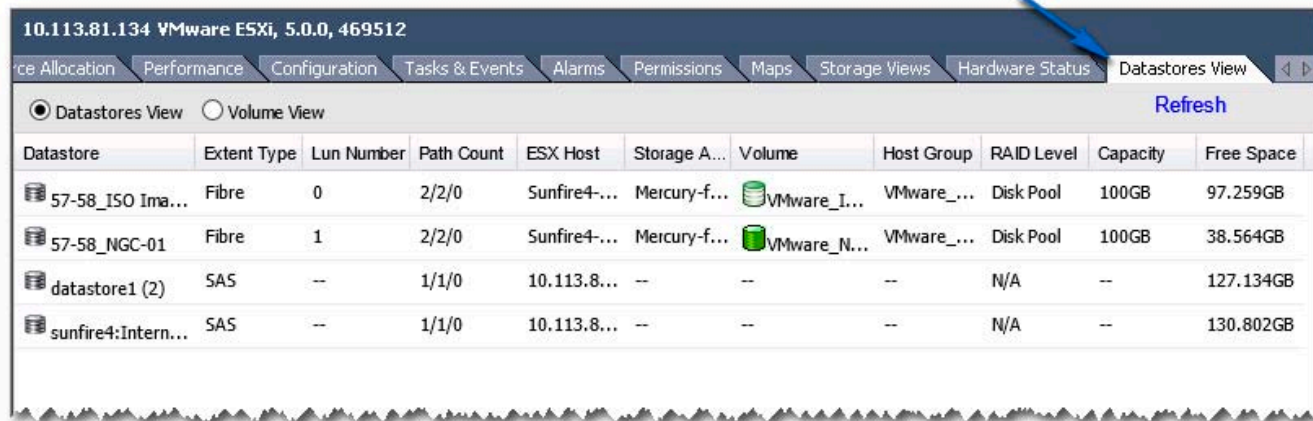 10.113.81.134 VMware ESXi, 5.0.0, 469512
ce Allocation Performance Configuration Tasks & Events Alarms Permissions Maps Storage Views Hardware Status Datastores View
Datastores View Volume View Refresh
Datastore Extent Type Lun Number Path Count ESX Host Storage A... Volume Host Group RAID Level Capacity Free Space
57-58_ISO Ima... Fibre 0 2/2/0 Sunfire4-... Mercury-f... VMware_I... VMware_... Disk Pool 100GB 97.259GB
57-58_NGC-01 Fibre 1 2/2/0 Sunfire4-... Mercury-f... VMware_N... VMware_... Disk Pool 100GB 38.564GB
datastore1 (2) SAS -- 1/1/0 10.113.8... -- -- -- N/A -- 127.134GB
sunfire4:Intern... SAS -- 1/1/0 10.113.8... -- -- -- N/A -- 130.802GB